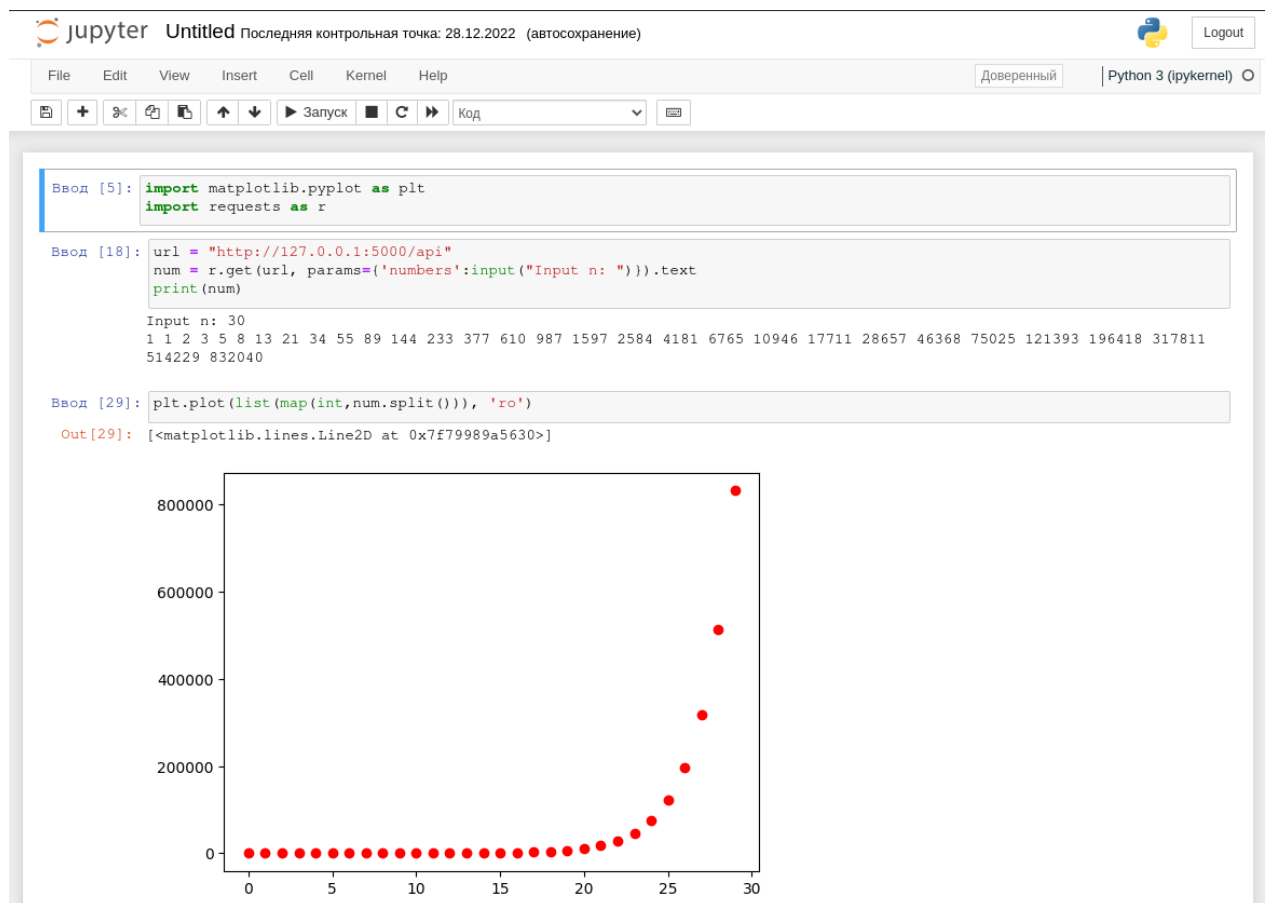 jupyter Untitled Последняя контрольная точка: 28.12.2022 (автосохранение) Logout
File Edit View Insert Cell Kernel Help Доверенный Python 3 (ipykernel)
Запуск Код
Ввод [5]: import matplotlib.pyplot as plt
import requests as r
Ввод [18]: url = "http://127.0.0.1:5000/api"
num = r.get(url, params={'numbers':input("Input n: ")}).text
print(num)
Input n: 30
1 1 2 3 5 8 13 21 34 55 89 144 233 377 610 987 1597 2584 4181 6765 10946 17711 28657 46368 75025 121393 196418 317811
514229 832040
Ввод [29]: plt.plot(list(map(int,num.split())), 'ro')
Out[29]: [<matplotlib.lines.Line2D at 0x7f79989a5630>]
800000
600000
400000
200000
0
0 5 10 15 20 25 30